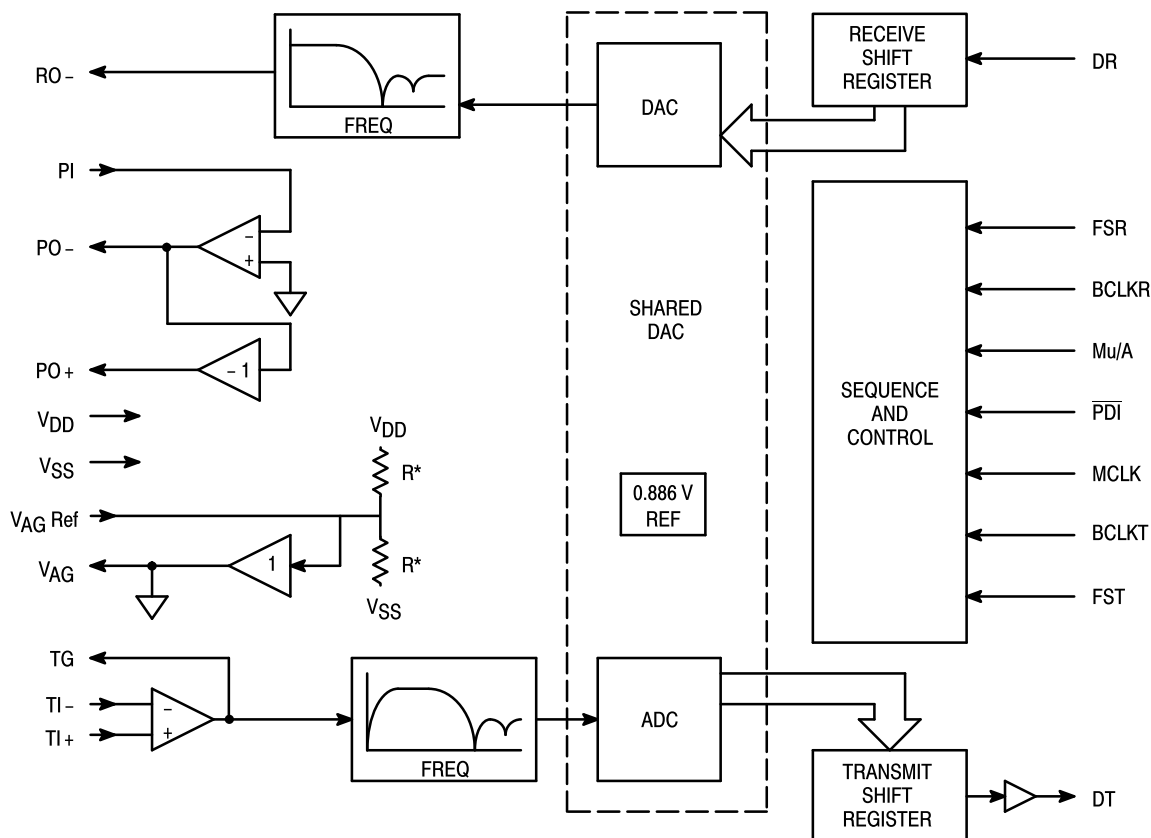 RO –
FREQ
DAC
RECEIVE
SHIFT
REGISTER
DR
PI
PO –
–
+
PO +
– 1
VDD
VSS
VAG Ref
VAG
1
VDD
R*
R*
VSS
SHARED
DAC
0.886 V
REF
SEQUENCE
AND
CONTROL
FSR
BCLKR
Mu/A
PDI
MCLK
BCLKT
FST
TG
TI –
TI +
–
+
FREQ
ADC
TRANSMIT
SHIFT
REGISTER
DT